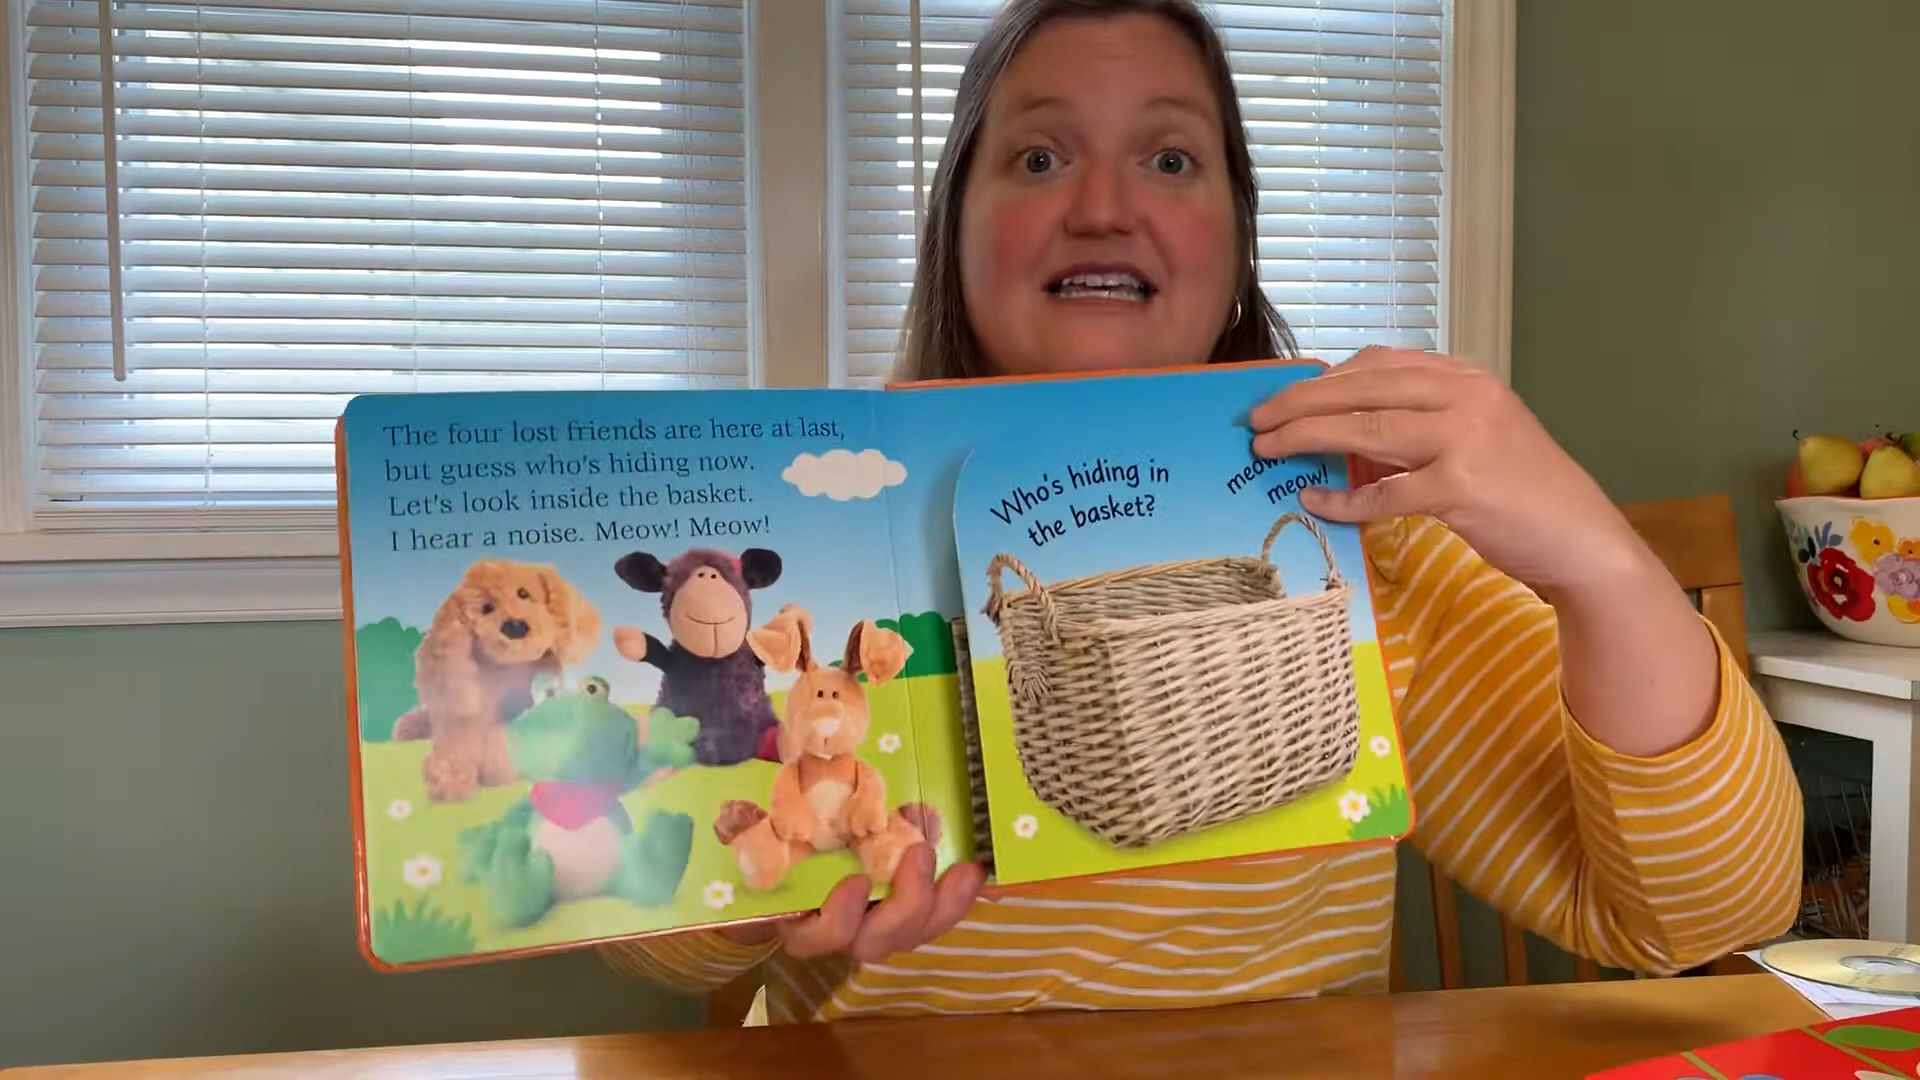 The four lost friends are here at last,
but guess who's hiding now.
Let's look inside the basket.
I hear a noise. Meow! Meow!
Who's hiding in
the basket?
meow!
meow!